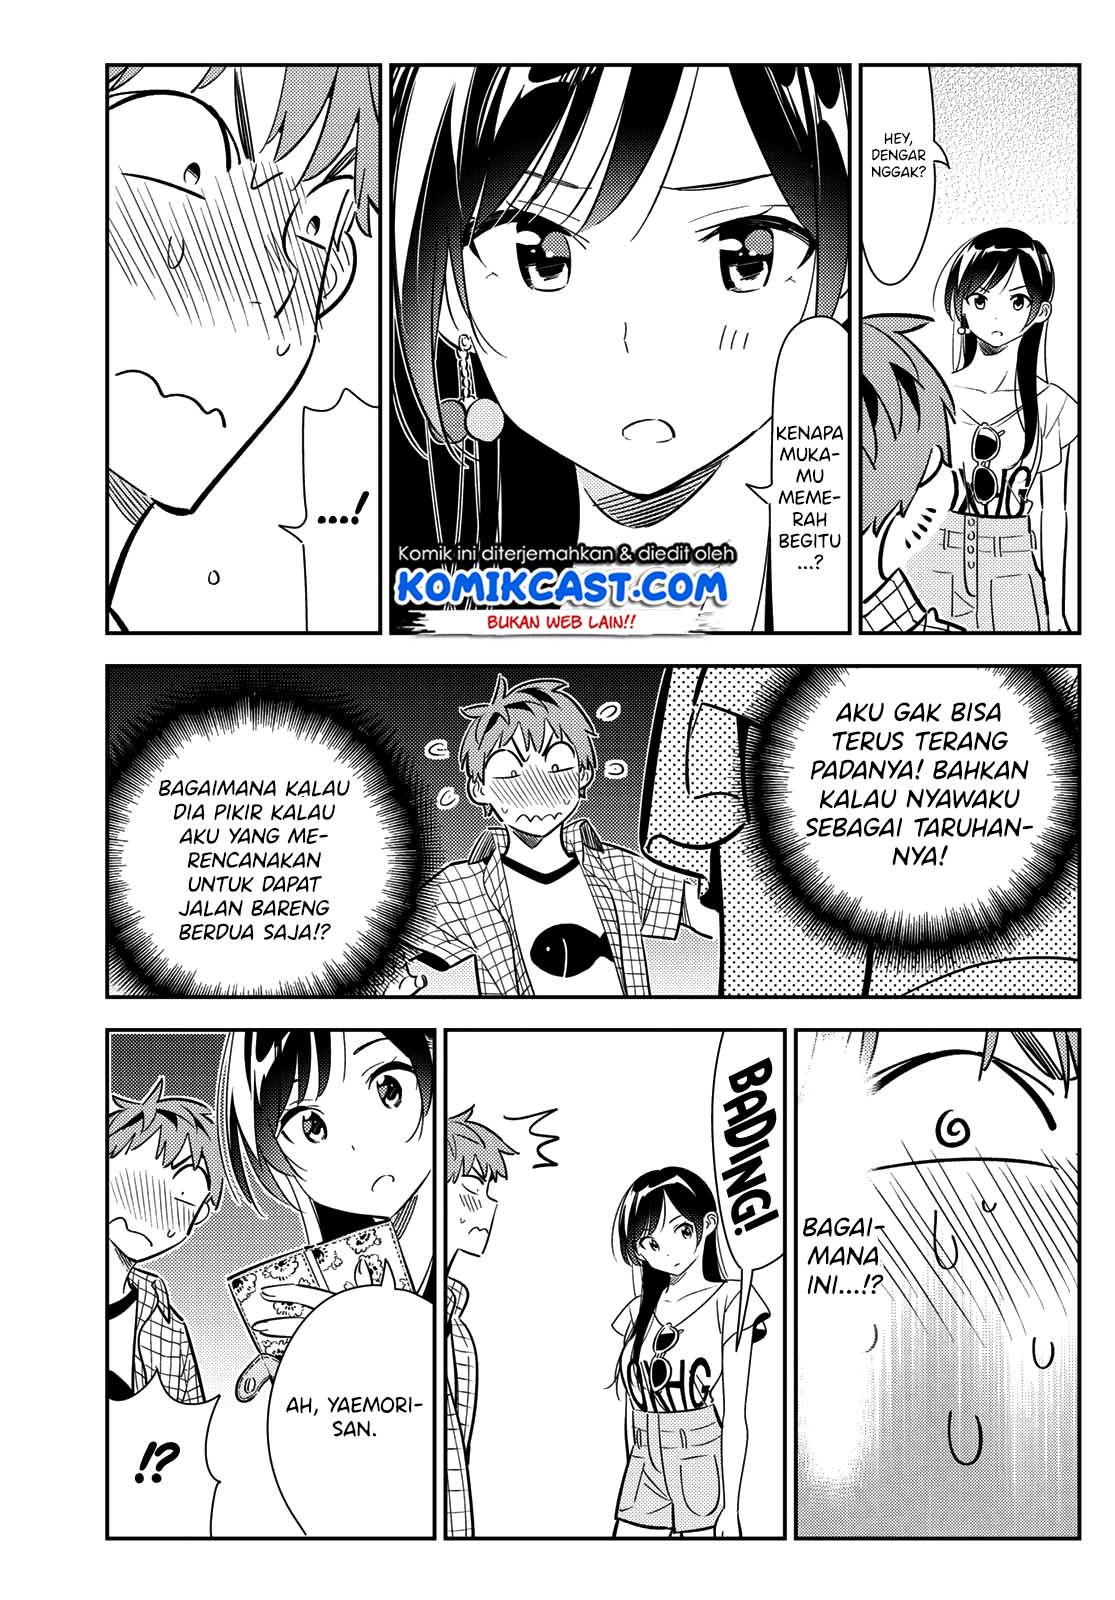 HEY,
DENGAR
NGGAK?
KENAPA
MUKA-
MU
MEME-
RAH
BEGITU
...?
....!
Komik ini diterjemahkan & diedit oleh
KOMIKCAST.COM
BUKAN WEB LAIN!!
AKU GAK BISA
TERUS TERANG
PADANYA! BAHKAN
KALAU NYAWAKU
SEBAGAI TARUHAN-
NYA!
BAGAIMANA KALAU
DIA PIKIR KALAU
AKU YANG ME-
RENCANAKAN
UNTUK DAPAT
JALAN BARENG
BERDUA SAJA!?
BAGAI-
MANA
INI...!?
BADING!
AH, YAEMORI-
SAN.
!?